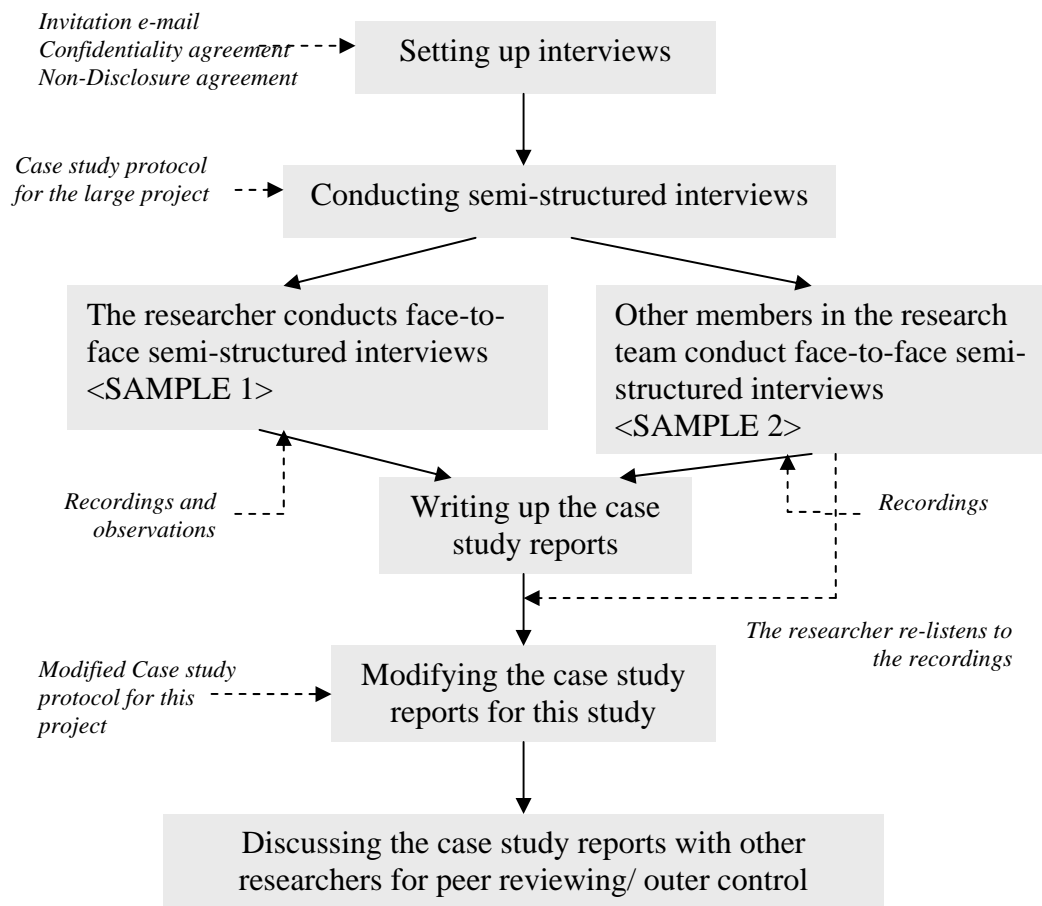 Invitation e-mail
Confidentiality agreement
Non-Disclosure agreement
Setting up interviews
Case study protocol
for the large project
Conducting semi-structured interviews
The researcher conducts face-to-
face semi-structured interviews
<SAMPLE 1>
Other members in the research
team conduct face-to-face semi-
structured interviews
<SAMPLE 2>
Recordings and
observations
Writing up the case
study reports
Recordings
The researcher re-listens to
the recordings
Modified Case study
protocol for this
project
Modifying the case study
reports for this study
Discussing the case study reports with other
researchers for peer reviewing/ outer control